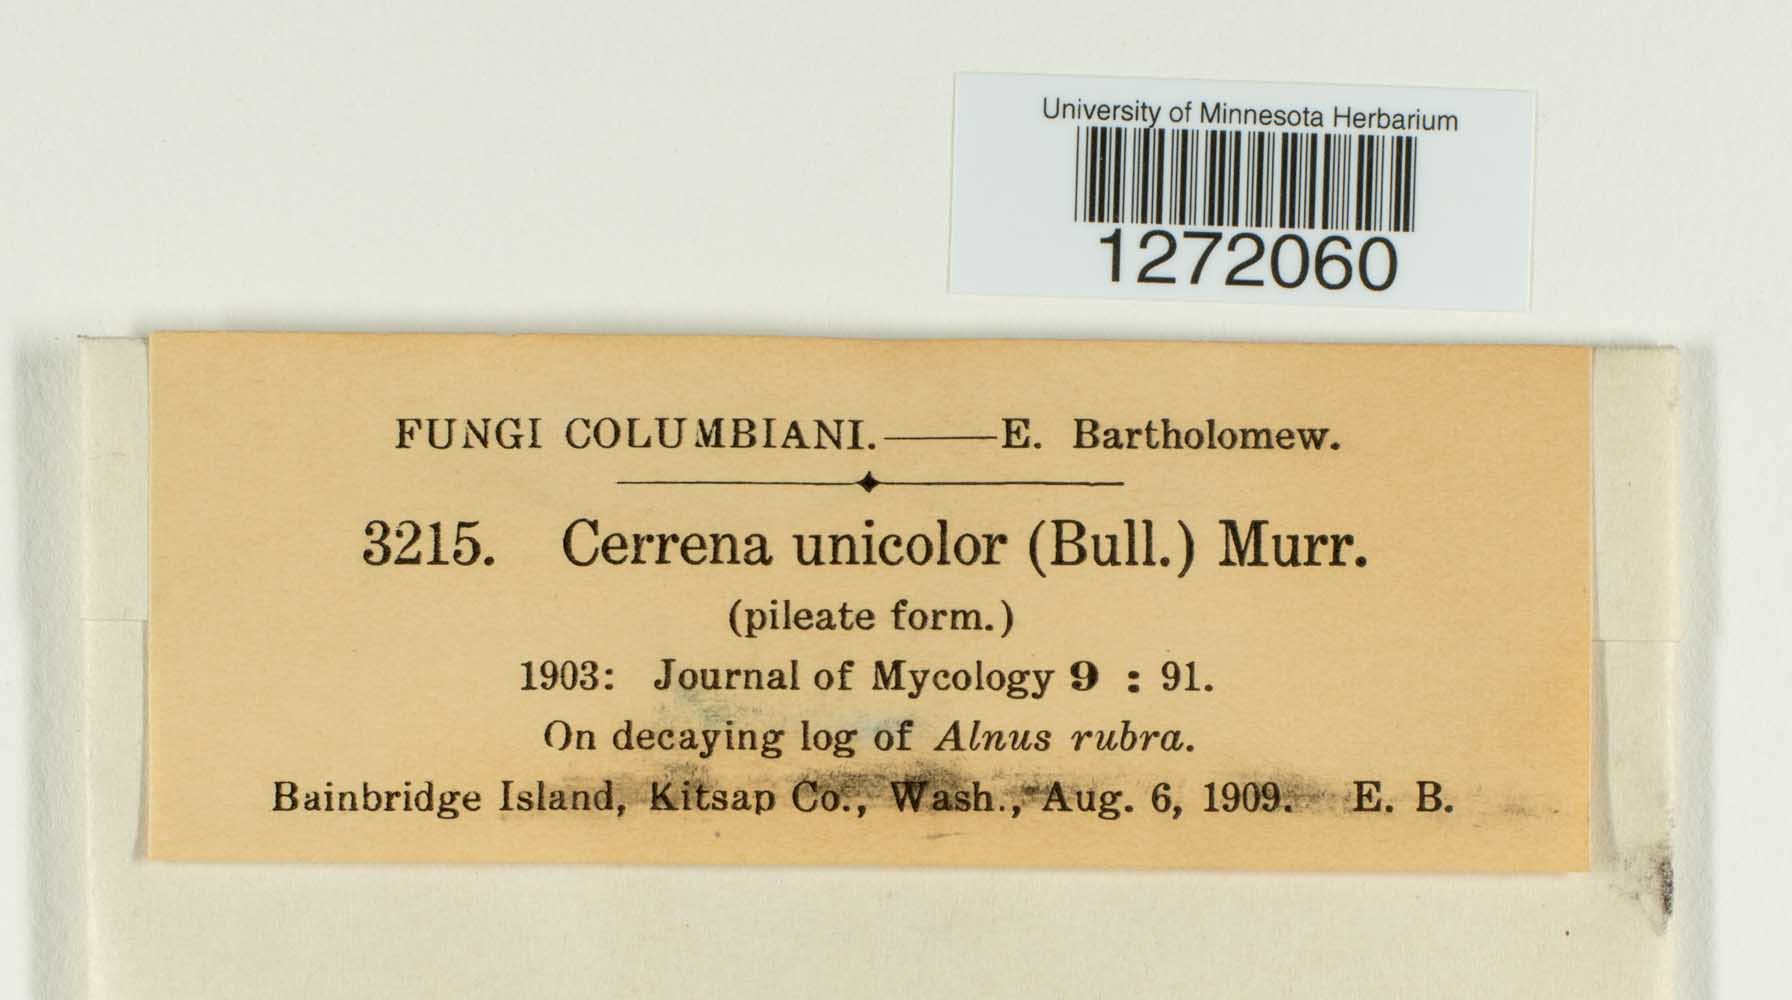 University of Minnesota Herbarium
1272060
FUNGI COLUMBIANI.——E. Bartholomew.
3215. Cerrena unicolor (Bull.) Murr.
(pileate form.)
1903: Journal of Mycology 9 : 91.
On decaying log of Alnus rubra.
Bainbridge Island, Kitsap Co., Wash., Aug. 6, 1909. E. B.